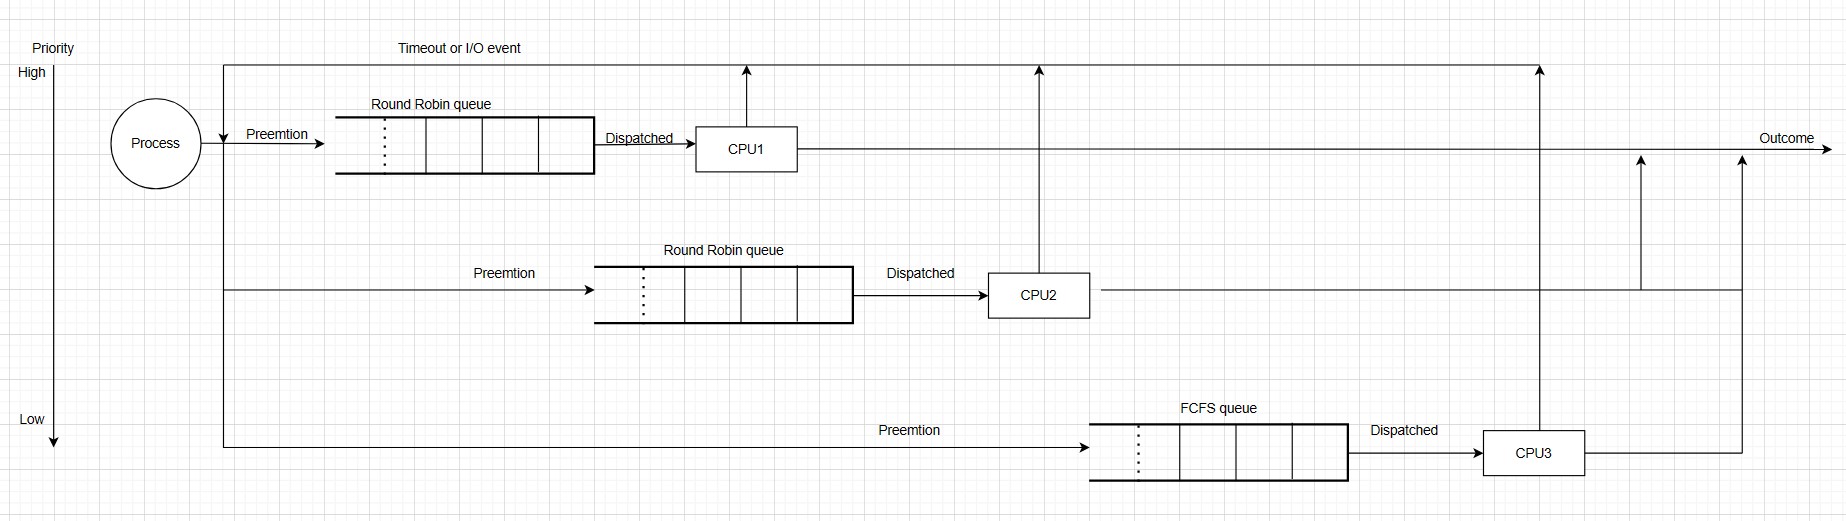 Priority
High
Timeout or I/O event
Round Robin queue
Process
Preemtion
Dispatched
CPU1
Outcome
Round Robin queue
Preemtion
Dispatched
CPU2
Low
FCFS queue
Preemtion
Dispatched
CPU3